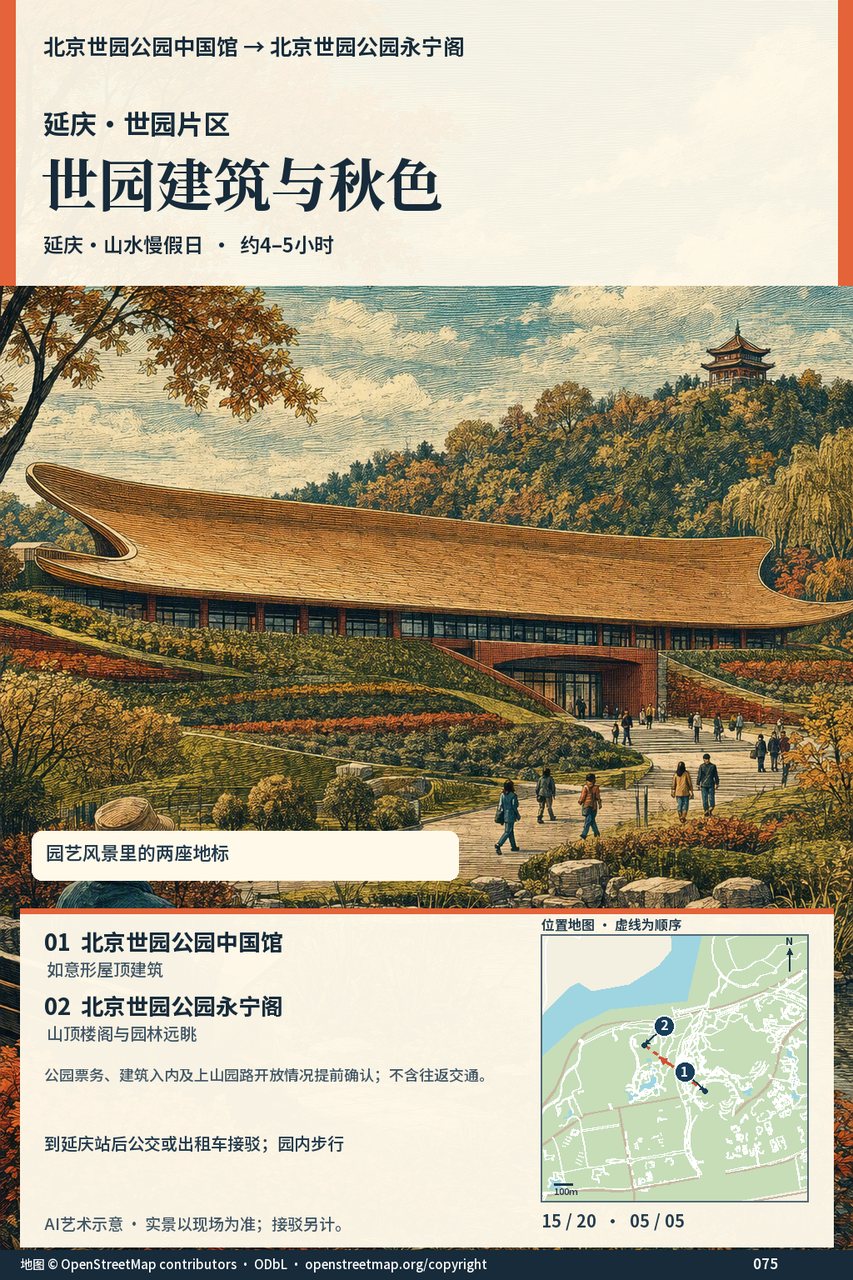 北京世园公园中国馆 → 北京世园公园永宁阁
延庆・世园片区
世园建筑与秋色
延庆・山水慢假日 ・ 约4–5小时
园艺风景里的两座地标
01 北京世园公园中国馆
如意形屋顶建筑
02 北京世园公园永宁阁
山顶楼阁与园林远眺
公园票务、建筑入内及上山园路开放情况提前确认；不含往返交通。
到延庆站后公交或出租车接驳；园内步行
AI艺术示意・实景以现场为准；接驳另计。
位置地图 ・ 虚线为顺序
N
2
1
100m
15 / 20 ・ 05 / 05
地图 © OpenStreetMap contributors · ODbL · openstreetmap.org/copyright
075